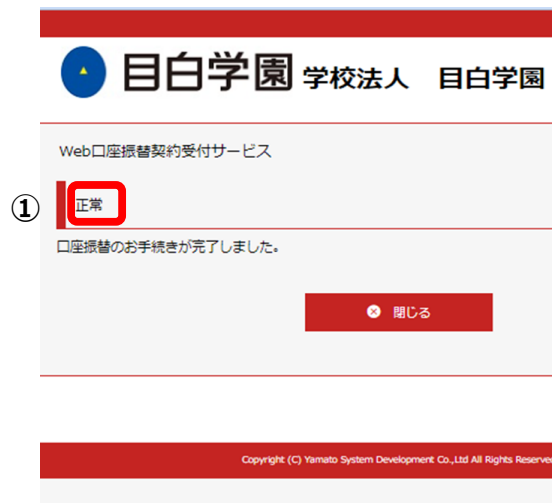 目白学園 学校法人 目白学園
Web口座振替契約受付サービス
① 正常
口座振替のお手続きが完了しました。
閉じる
Copyright (C) Yamato System Development Co.,Ltd All Rights Reserve